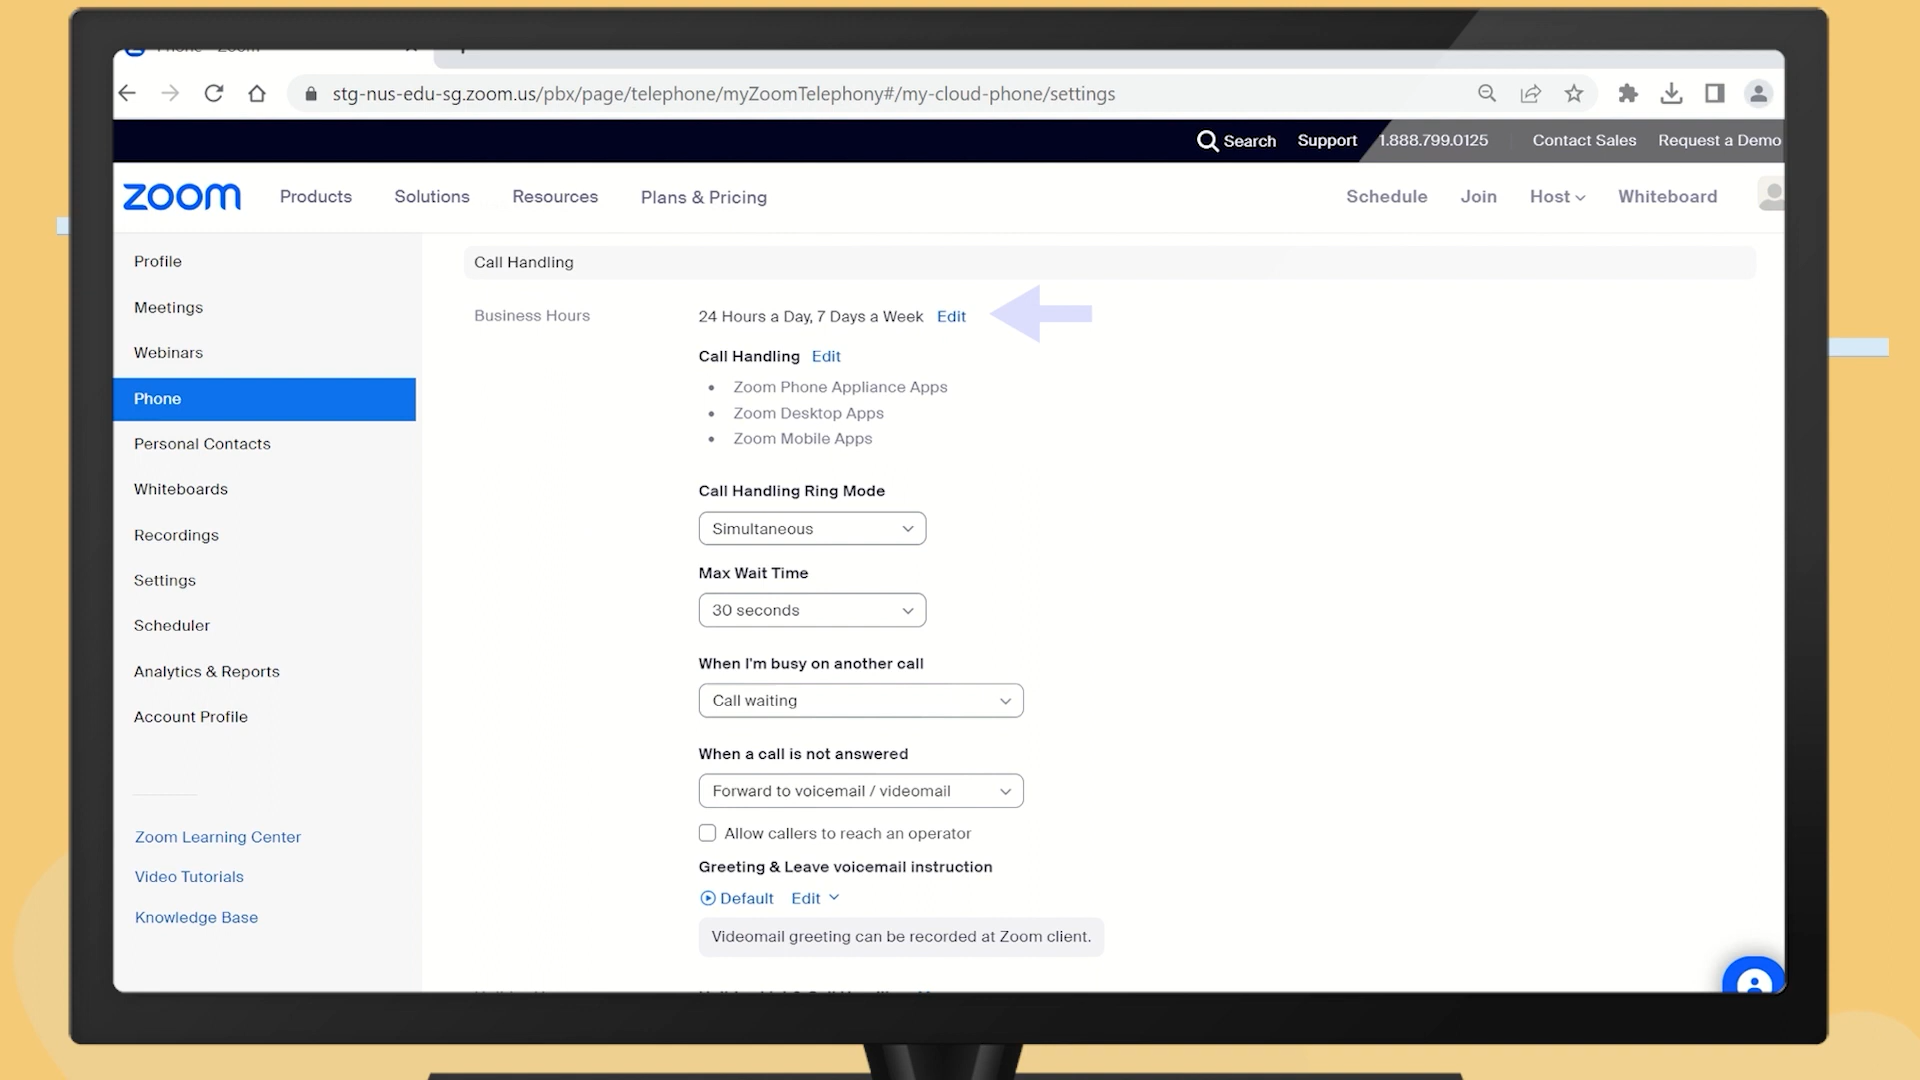 stg-nus-edu-sg.zoom.us/pbx/page/telephone/myZoomTelephony#/my-cloud-phone/settings
Search Support 1.888.799.0125 Contact Sales Request a Demo
zoom Products Solutions Resources Plans & Pricing Schedule Join Host Whiteboard
Profile
Meetings
Webinars
Phone
Personal Contacts
Whiteboards
Recordings
Settings
Scheduler
Analytics & Reports
Account Profile
Zoom Learning Center
Video Tutorials
Knowledge Base
Call Handling
Business Hours
24 Hours a Day, 7 Days a Week Edit
Call Handling Edit
• Zoom Phone Appliance Apps
• Zoom Desktop Apps
• Zoom Mobile Apps
Call Handling Ring Mode
Simultaneous
Max Wait Time
30 seconds
When I'm busy on another call
Call waiting
When a call is not answered
Forward to voicemail / videomail
Allow callers to reach an operator
Greeting & Leave voicemail instruction
Default Edit
Videomail greeting can be recorded at Zoom client.